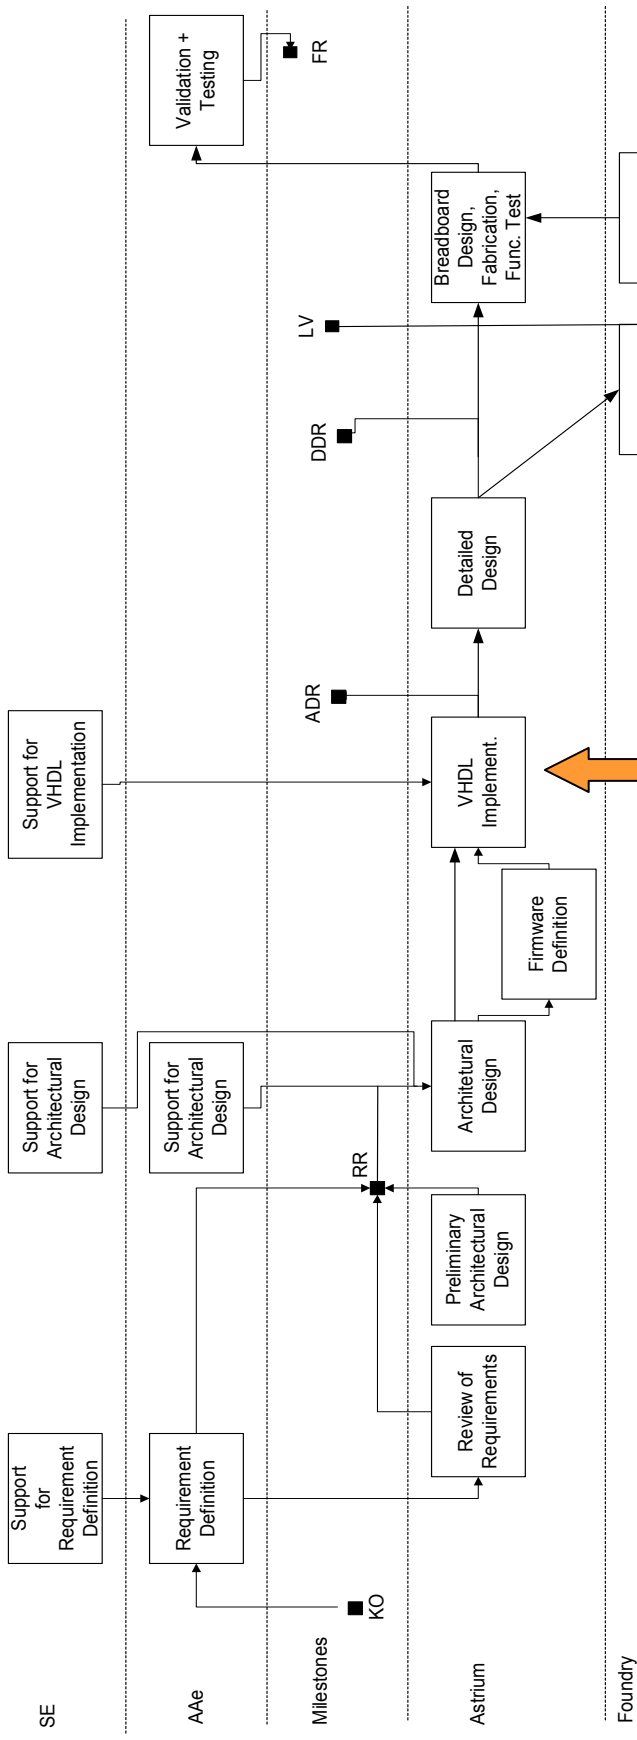 SE
Support
for
Requirement
Definition
Support for
Architectural
Design
Support for
VHDL
Implementation
AAe
Requirement
Definition
Support for
Architectural
Design
Validation +
Testing
Milestones
KO
RR
ADR
DDR
LV
FR
Astrium
Review of
Requirements
Preliminary
Architectural
Design
Architetural
Design
Firmware
Definition
VHDL
Implement.
Detailed
Design
Breadboard
Design,
Fabrication,
Func. Test
Foundry